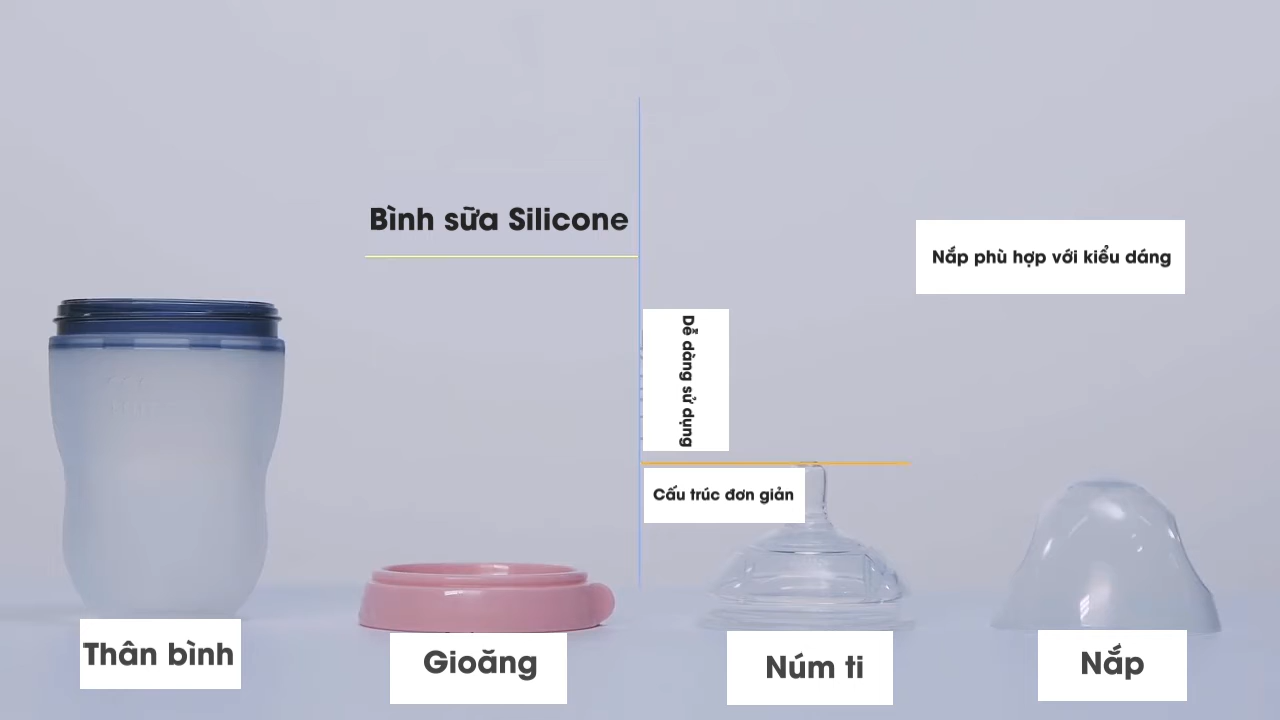 Bình sữa Silicone
Nắp phù hợp với kiểu dáng
Dễ dàng sử dụng
Cấu trúc đơn giản
Thân bình
Gioăng
Núm ti
Nắp